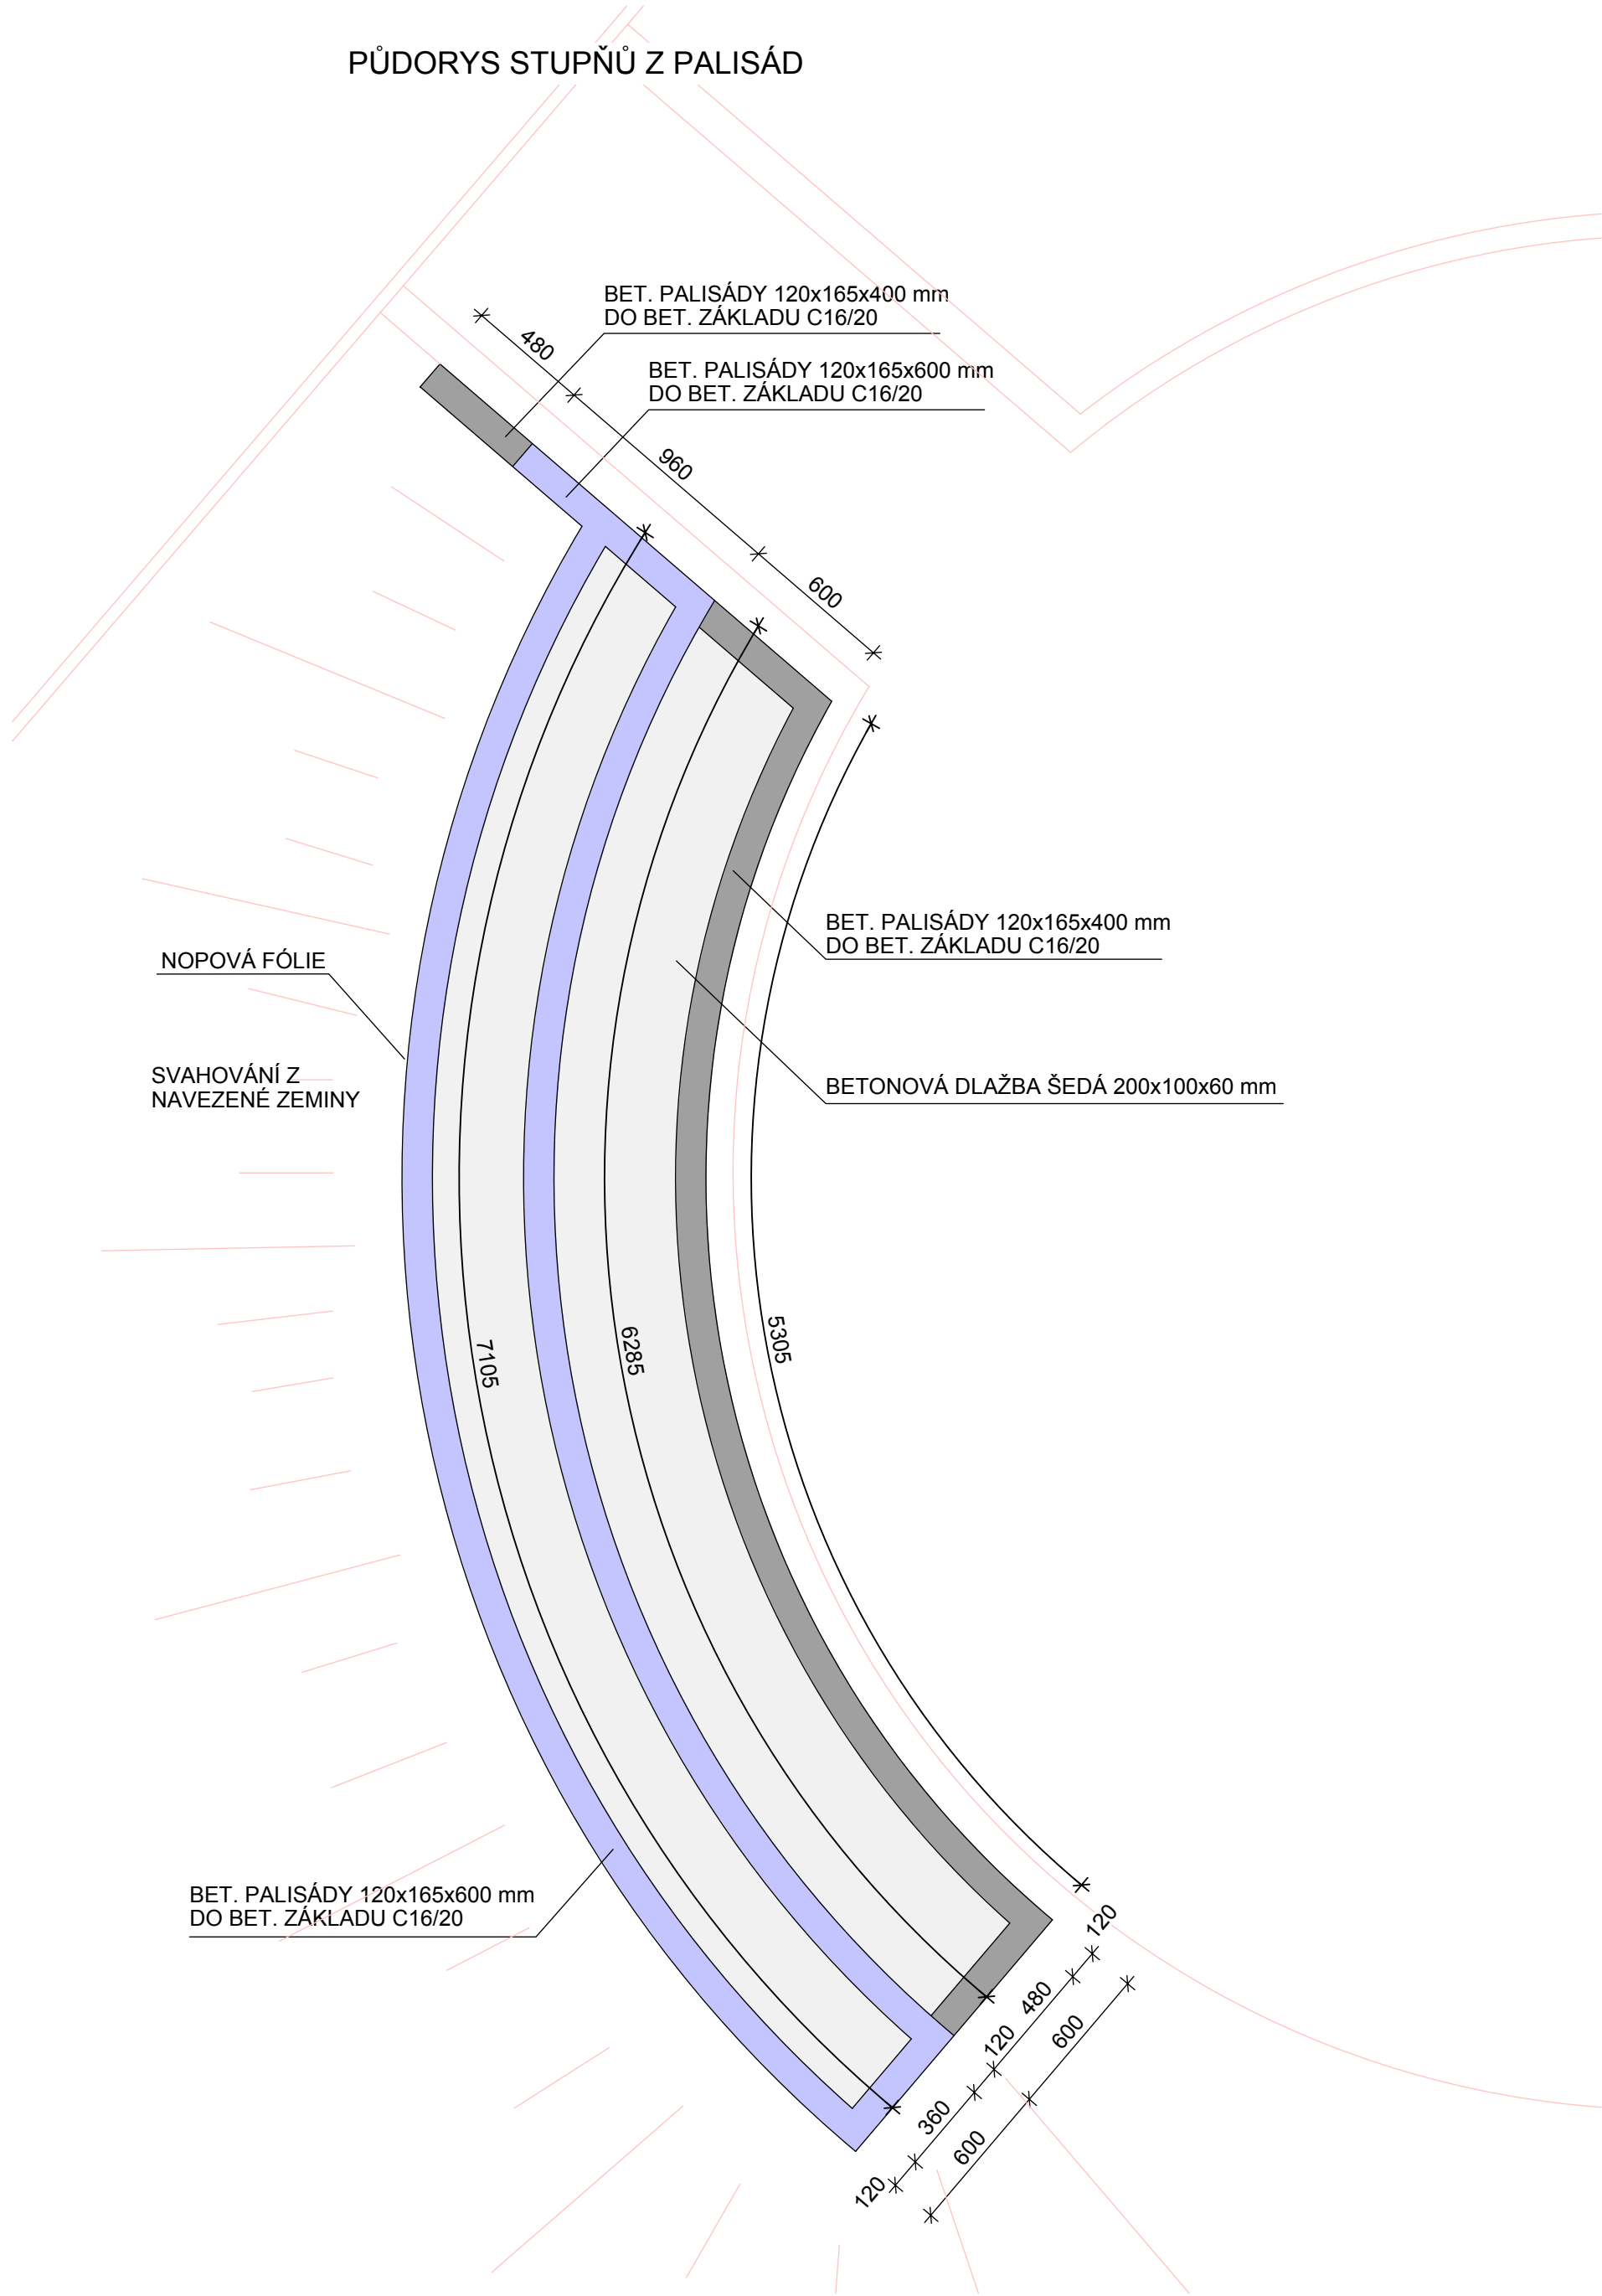 PŮDORYS STUPŇŮ Z PALISÁD
BET. PALISÁDY 120x165x400 mm
DO BET. ZÁKLADU C16/20
480
BET. PALISÁDY 120x165x600 mm
DO BET. ZÁKLADU C16/20
960
600
BET. PALISÁDY 120x165x400 mm
DO BET. ZÁKLADU C16/20
NOPOVÁ FÓLIE
SVAHOVÁNÍ Z
NAVEZENÉ ZEMINY
BETONOVÁ DLAŽBA ŠEDÁ 200x100x60 mm
7105
6285
5305
BET. PALISÁDY 120x165x600 mm
DO BET. ZÁKLADU C16/20
120
480
120
360
120
600
600